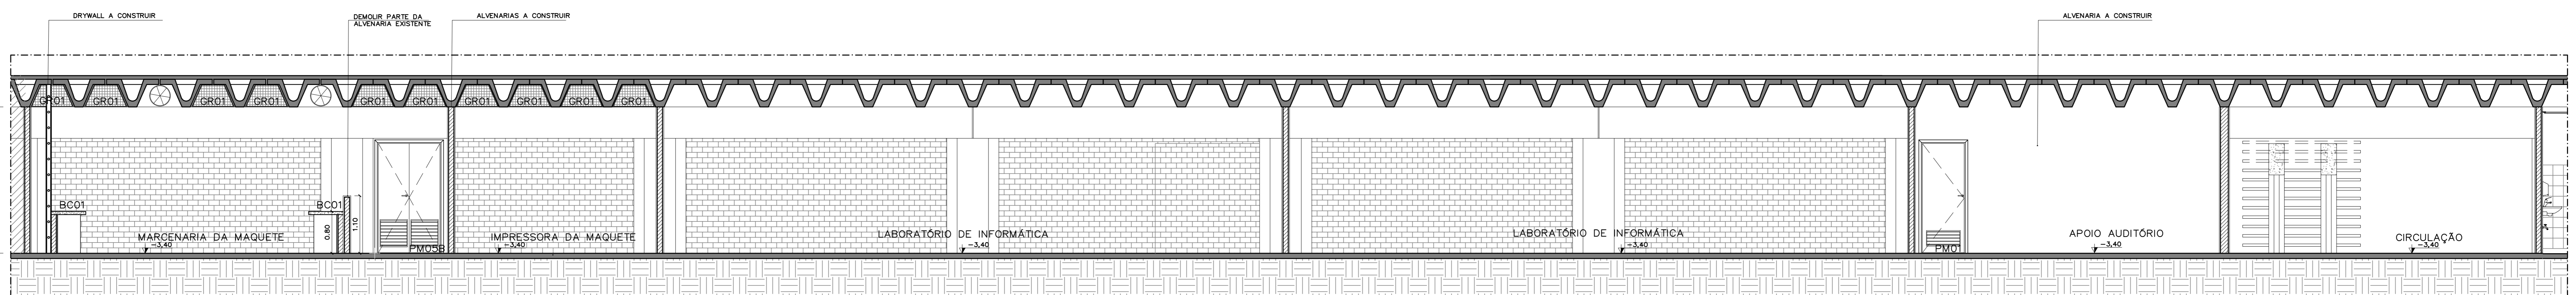 DRYWALL A CONSTRUIR
DEMOLIR PARTE DA
ALVENARIA EXISTENTE
ALVENARIAS A CONSTRUIR
ALVENARIA A CONSTRUIR
GR01
GR01
GR01
GR01
GR01
GR01
GR01
GR01
GR01
GR01
BC01
BC01
0.80
1.10
MARCENARIA DA MAQUETE
-3,40
PM05B
IMPRESSORA DA MAQUETE
-3,40
LABORATÓRIO DE INFORMÁTICA
-3,40
LABORATÓRIO DE INFORMÁTICA
-3,40
PM01
APOIO AUDITÓRIO
-3,40
CIRCULAÇÃO
-3,40